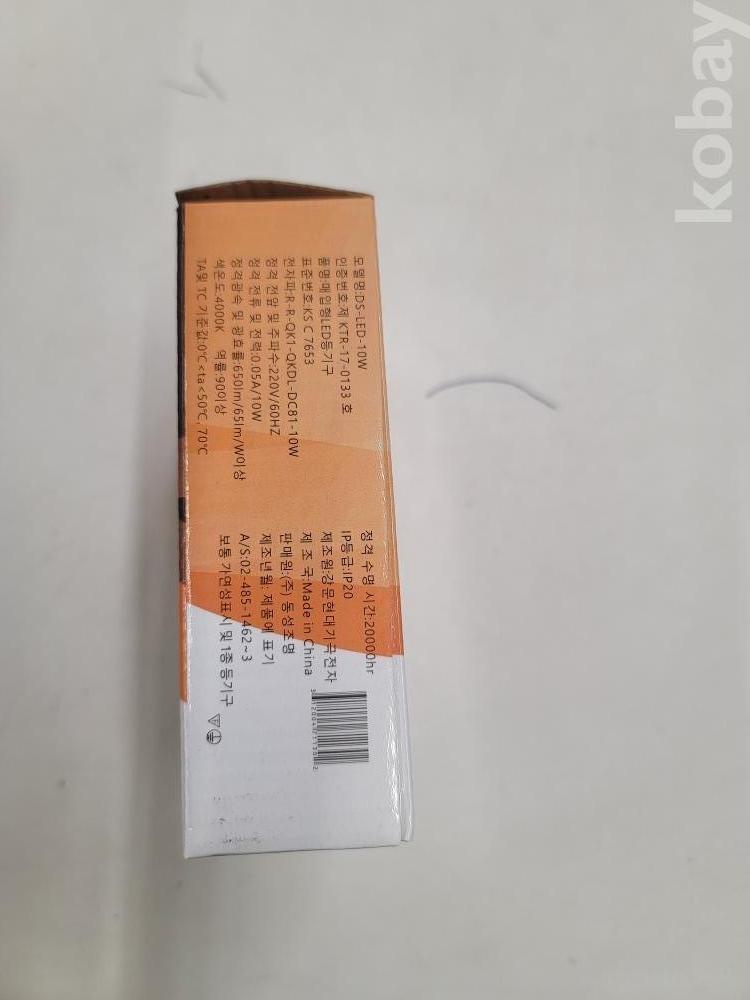 모델명:DS-LED-10W
인증번호:제 KTR-17-0133 호
품명:매입형LED등기구
표준번호:KS C 7653
전자파:R-R-QK1-QKDL-DC81-10W
정격 전압 및 주파수:220V/60HZ
정격 전류 및 전력:0.05A/10W
정격광속 및 광효률:650lm/65lm/W이상
색온도:4000K 역률:90이상
TA및 TC 기준값:0℃<ta<50℃, 70℃
정격 수명 시간:20000hr
IP등급:IP20
제조원:강문현대기곡전자
제 조 국:Made in China
판매원:(주) 동성조명
제조년월: 제품에 표기
A/S:02-485-1462~3
보통 가연성표시 및 1종등기구
kobay